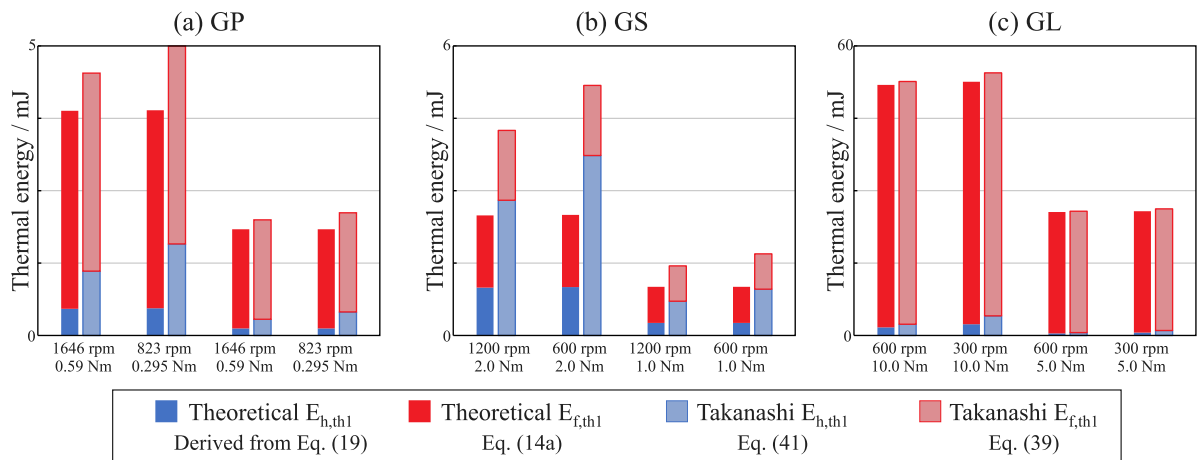 (a) GP
(b) GS
(c) GL
Thermal energy / mJ
5
0
1646 rpm 823 rpm 1646 rpm 823 rpm
0.59 Nm 0.295 Nm 0.59 Nm 0.295 Nm
Thermal energy / mJ
6
0
1200 rpm 600 rpm 1200 rpm 600 rpm
2.0 Nm 2.0 Nm 1.0 Nm 1.0 Nm
Thermal energy / mJ
60
0
600 rpm 300 rpm 600 rpm 300 rpm
10.0 Nm 10.0 Nm 5.0 Nm 5.0 Nm
Theoretical E_h,th1 Theoretical E_f,th1 Takanashi E_h,th1 Takanashi E_f,th1
Derived from Eq. (19) Eq. (14a) Eq. (41) Eq. (39)